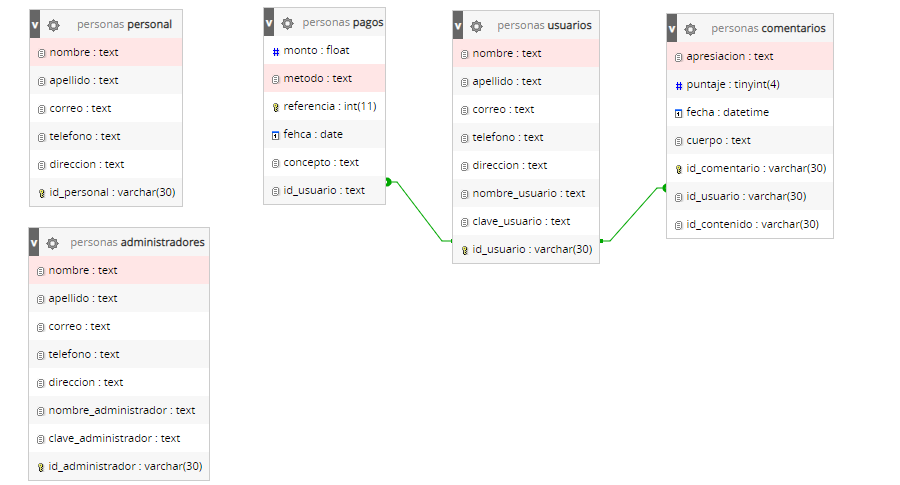 v personas personal
nombre : text
apellido : text
correo : text
telefono : text
direccion : text
id_personal : varchar(30)
v personas pagos
# monto : float
metodo : text
referencia : int(11)
fehca : date
concepto : text
id_usuario : text
v personas usuarios
nombre : text
apellido : text
correo : text
telefono : text
direccion : text
nombre_usuario : text
clave_usuario : text
id_usuario : varchar(30)
v personas comentarios
apresiacion : text
# puntaje : tinyint(4)
fecha : datetime
cuerpo : text
id_comentario : varchar(30)
id_usuario : varchar(30)
id_contenido : varchar(30)
v personas administradores
nombre : text
apellido : text
correo : text
telefono : text
direccion : text
nombre_administrador : text
clave_administrador : text
id_administrador : varchar(30)